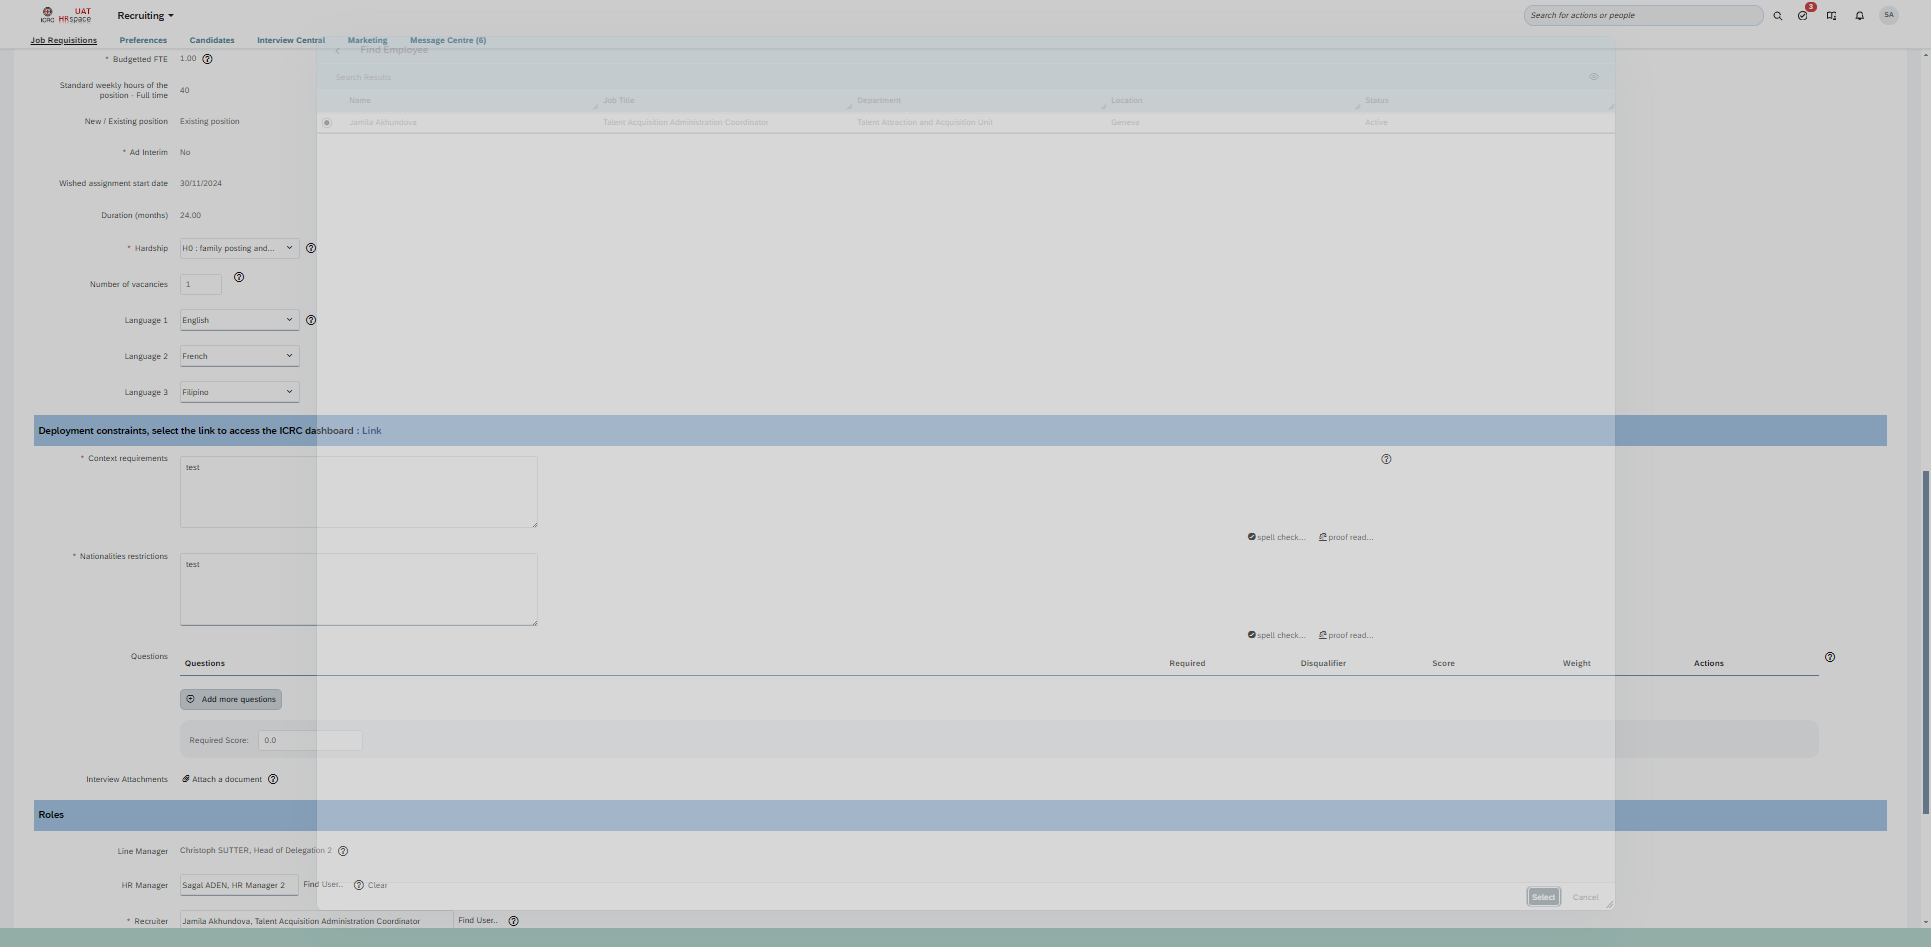 ICRC
UAT
HRspace
Recruiting
Search for actions or people
3
SA
Job Requisitions
Preferences
Candidates
Interview Central
Marketing
Message Centre (6)
Find Employee
* Budgetted FTE
1.00
Search Results
Standard weekly hours of the
position - Full time
40
Name
Job Title
Department
Location
Status
Jamila Akhundova
Talent Acquisition Administration Coordinator
Talent Attraction and Acquisition Unit
Geneva
Active
New / Existing position
Existing position
* Ad Interim
No
Wished assignment start date
30/11/2024
Duration (months)
24.00
* Hardship
H0 : family posting and...
Number of vacancies
1
Language 1
English
Language 2
French
Language 3
Filipino
Deployment constraints, select the link to access the ICRC dashboard : Link
* Context requirements
test
spell check...
proof read...
* Nationalities restrictions
test
spell check...
proof read...
Questions
Questions
Required
Disqualifier
Score
Weight
Actions
Add more questions
Required Score:
0.0
Interview Attachments
Attach a document
Roles
Line Manager
Christoph SUTTER, Head of Delegation 2
HR Manager
Sagal ADEN, HR Manager 2
Find User..
Clear
Select
Cancel
* Recruiter
Jamila Akhundova, Talent Acquisition Administration Coordinator
Find User..